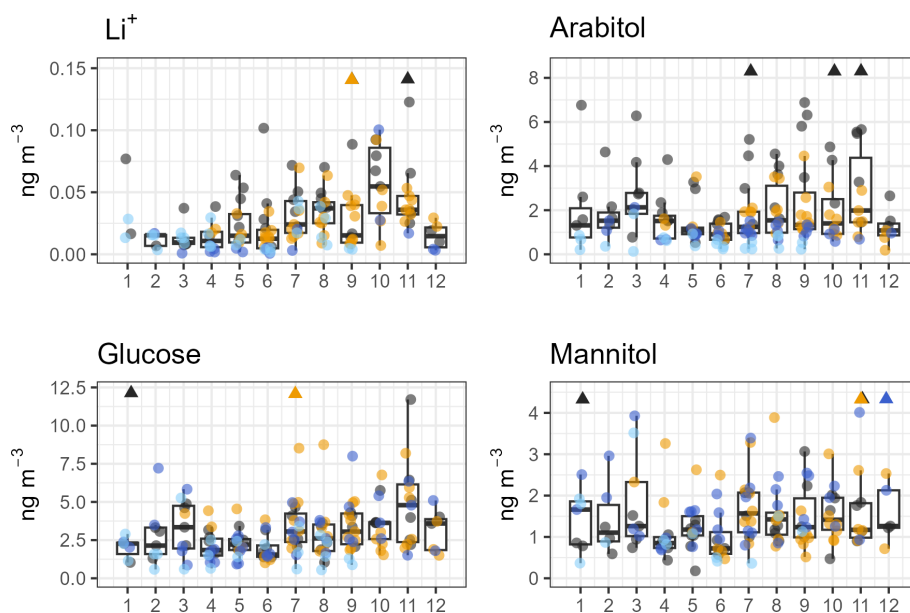 Li⁺
ng m⁻³
0.15
0.10
0.05
0.00
1 2 3 4 5 6 7 8 9 10 11 12
Arabitol
ng m⁻³
8
6
4
2
0
1 2 3 4 5 6 7 8 9 10 11 12
Glucose
ng m⁻³
12.5
10.0
7.5
5.0
2.5
0.0
1 2 3 4 5 6 7 8 9 10 11 12
Mannitol
ng m⁻³
4
3
2
1
0
1 2 3 4 5 6 7 8 9 10 11 12